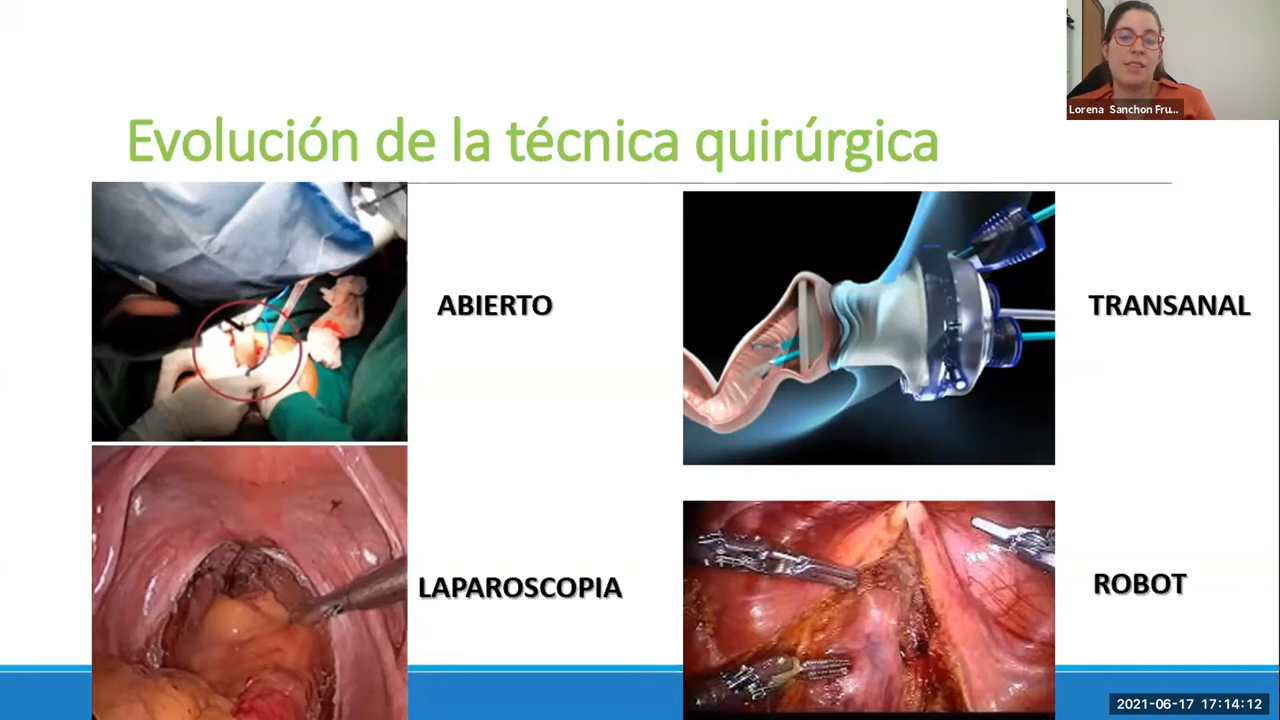 Lorena Sanchon Fru...
Evolución de la técnica quirúrgica
ABIERTO
TRANSANAL
LAPAROSCOPIA
ROBOT
2021-06-17 17:14:12